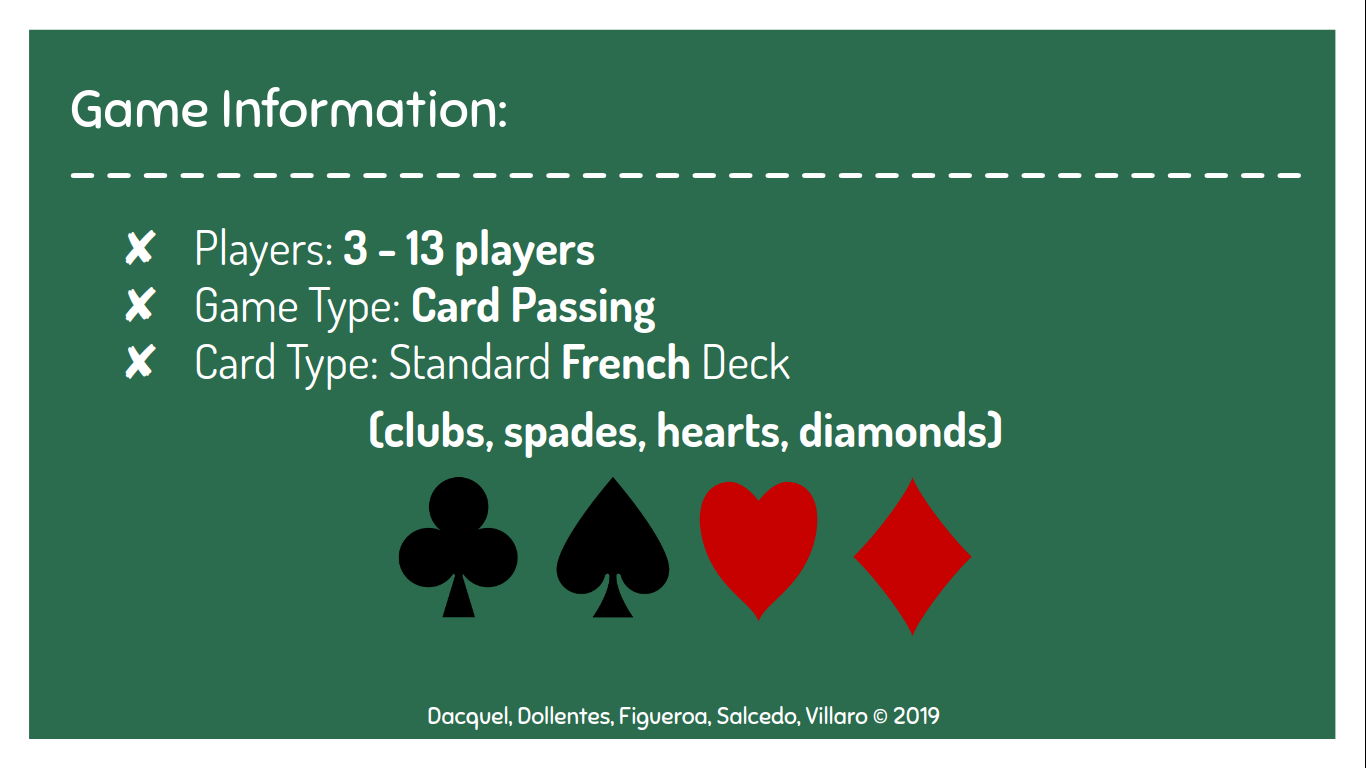 Game Information:
✘ Players: 3 – 13 players
✘ Game Type: Card Passing
✘ Card Type: Standard French Deck
(clubs, spades, hearts, diamonds)
Dacquel, Dollentes, Figueroa, Salcedo, Villaro © 2019